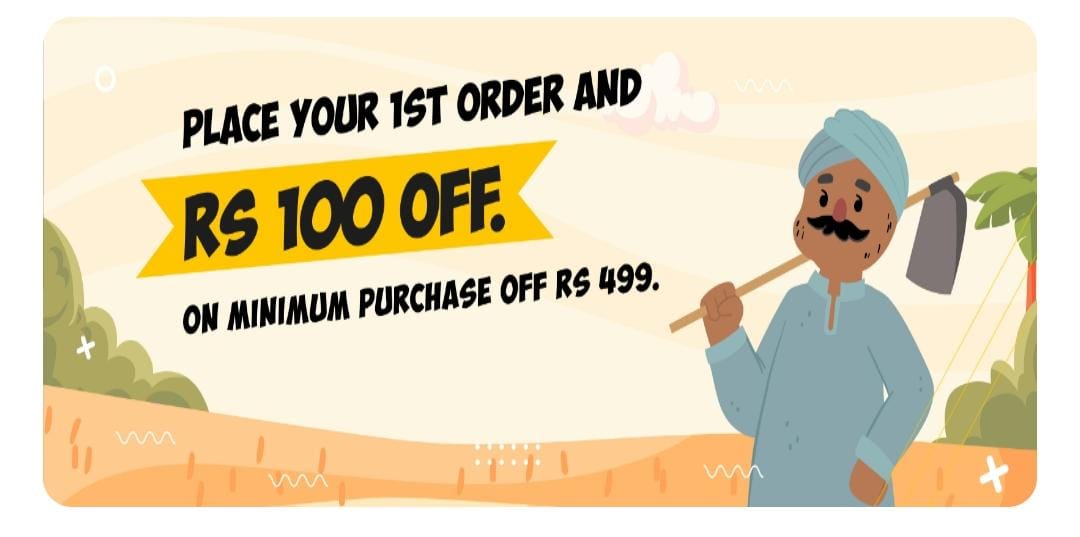 PLACE YOUR 1ST ORDER AND
RS 100 OFF.
ON MINIMUM PURCHASE OFF RS 499.